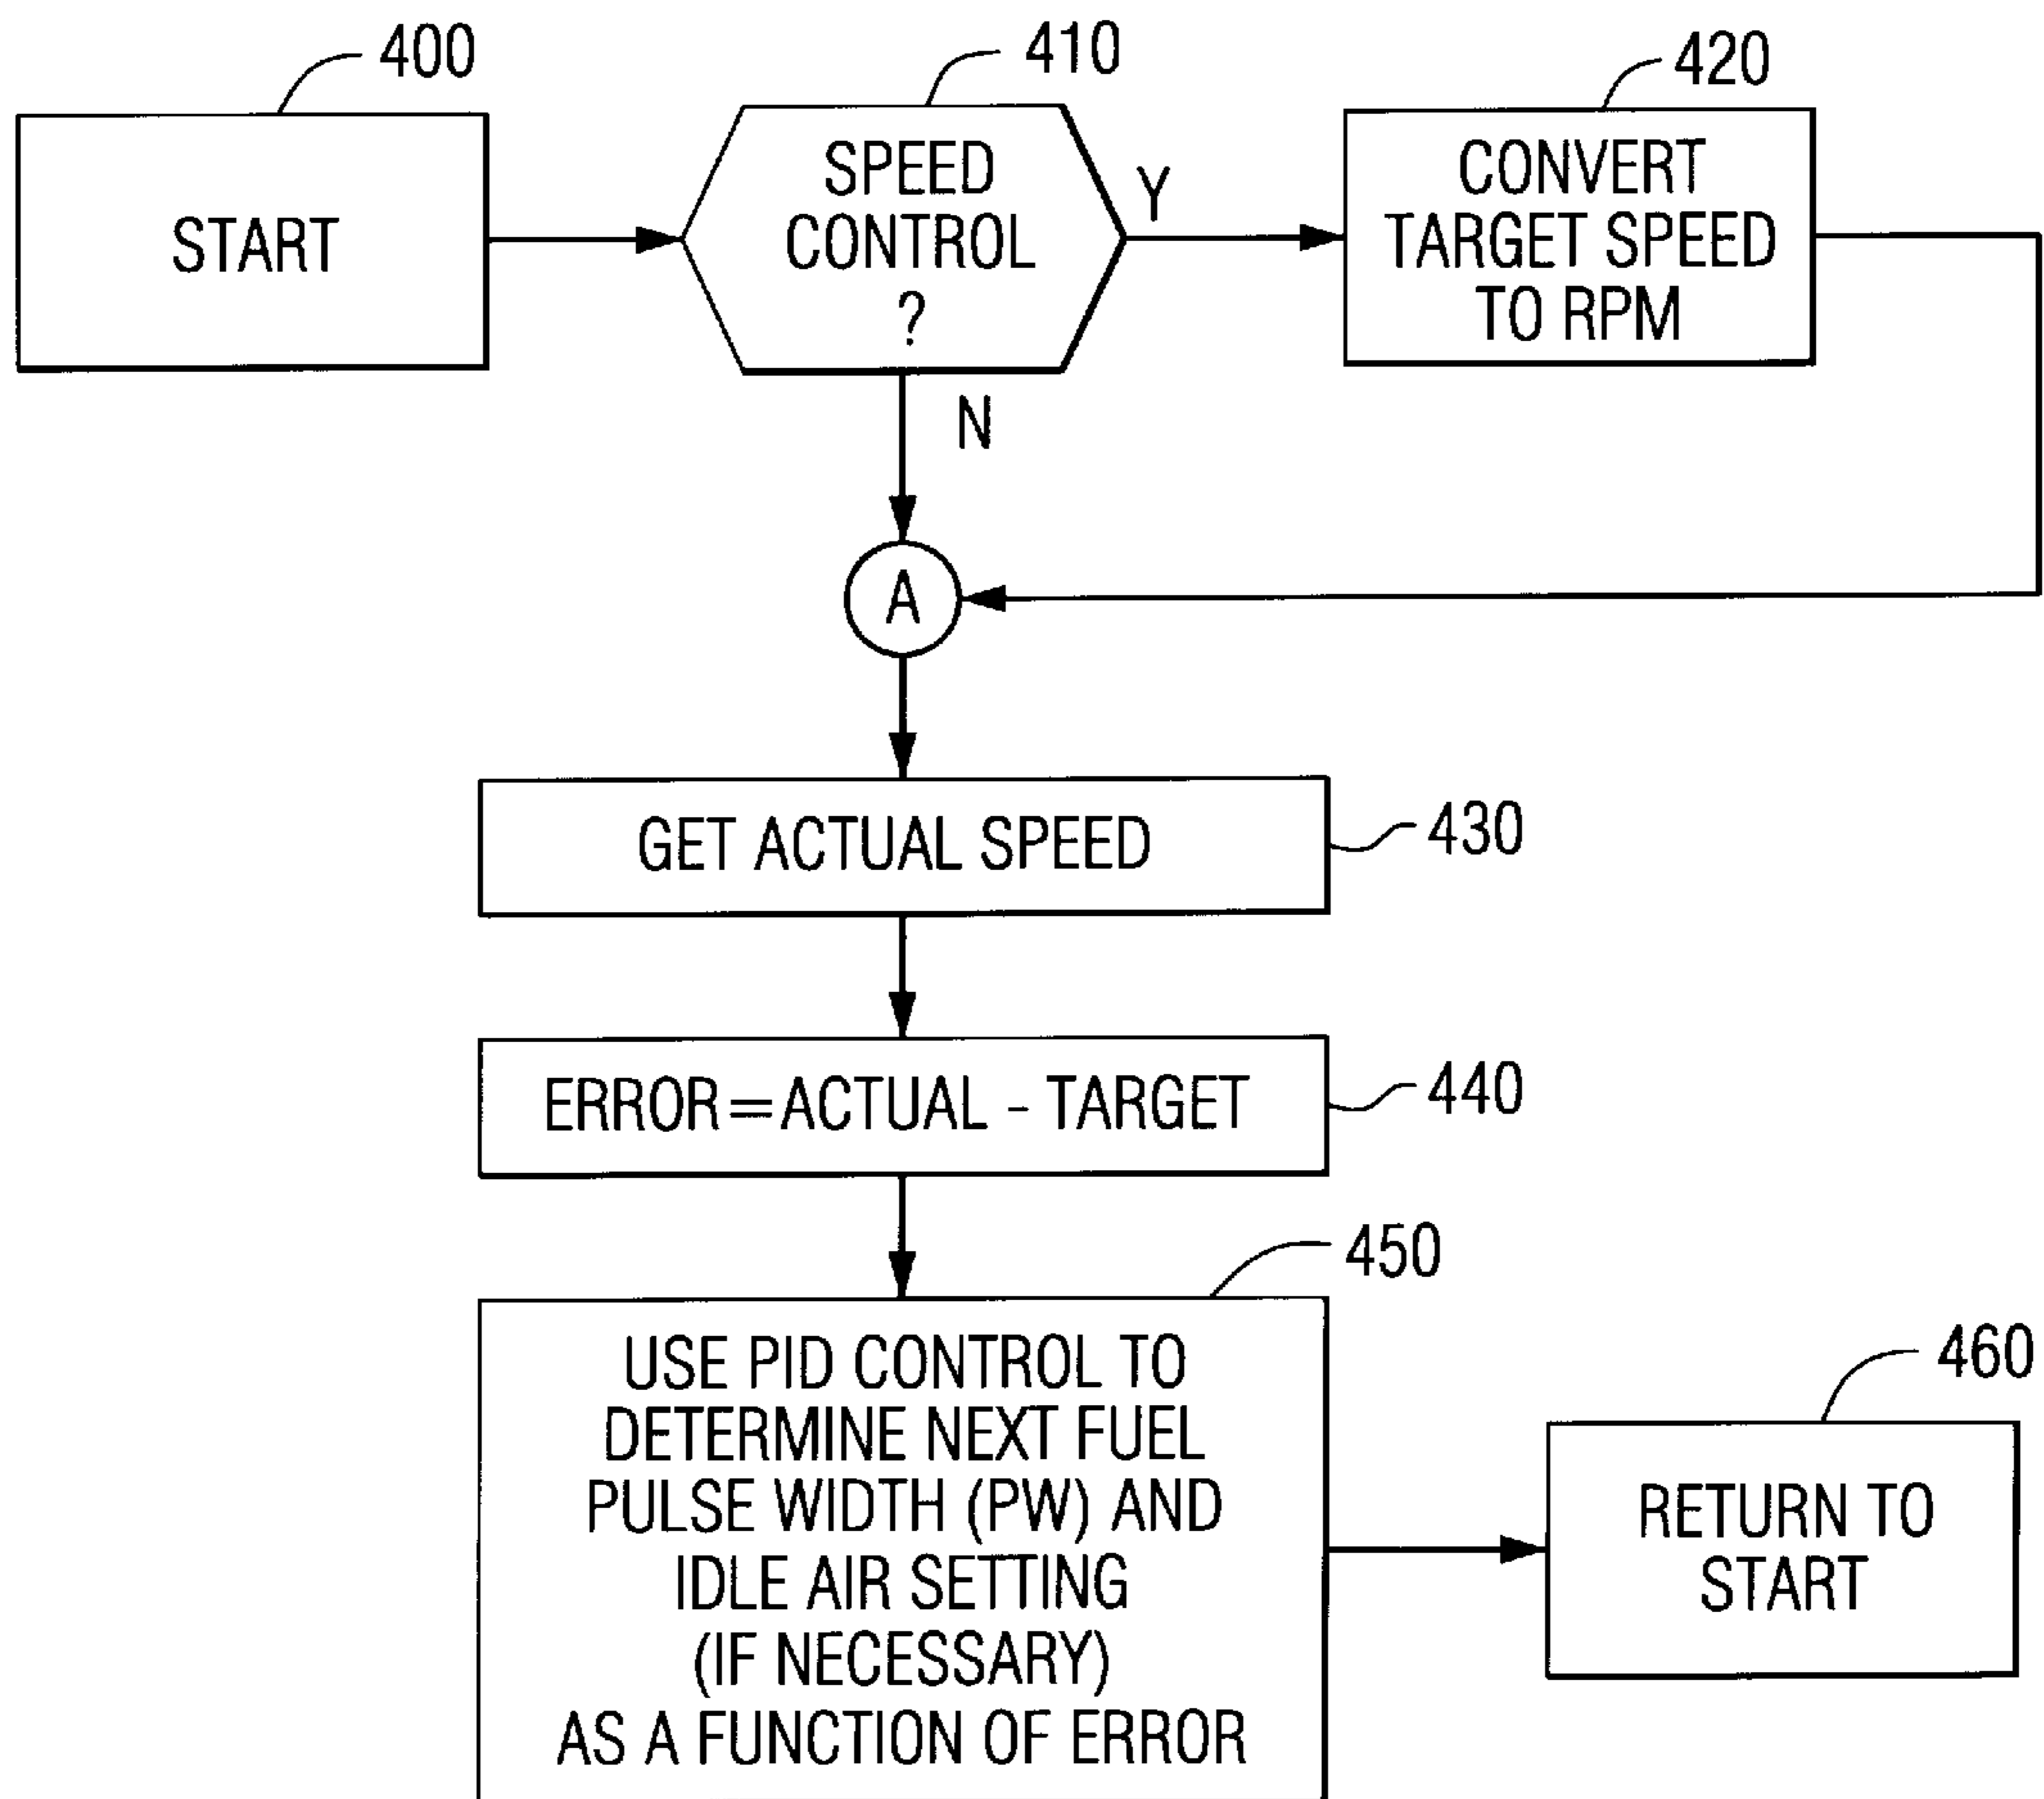 400
START
410
SPEED
CONTROL
?
Y
N
420
CONVERT
TARGET SPEED
TO RPM
A
GET ACTUAL SPEED
430
ERROR=ACTUAL - TARGET
440
450
USE PID CONTROL TO
DETERMINE NEXT FUEL
PULSE WIDTH (PW) AND
IDLE AIR SETTING
(IF NECESSARY)
AS A FUNCTION OF ERROR
460
RETURN TO
START